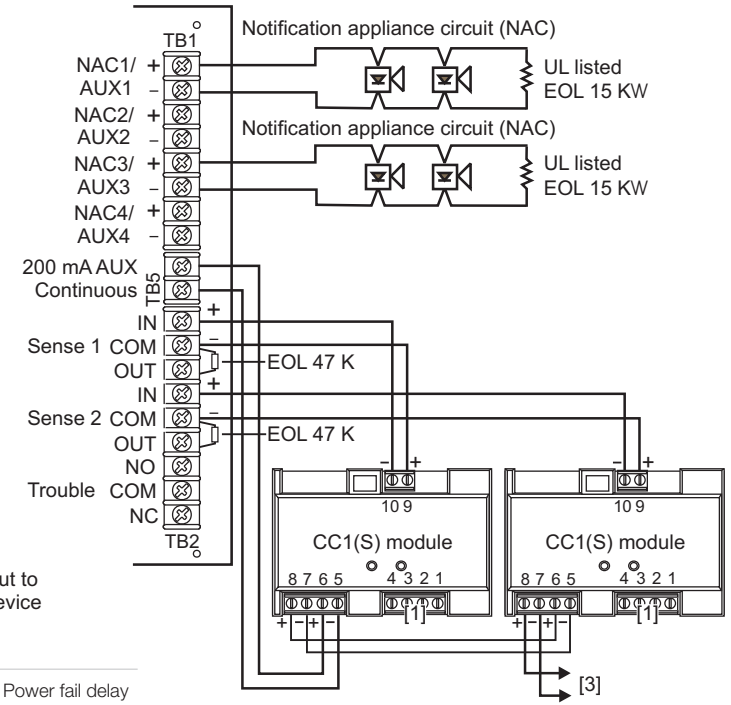 TB1
Notification appliance circuit (NAC)
NAC1/ +
AUX1 –
UL listed
EOL 15 KW
NAC2/ +
AUX2 –
Notification appliance circuit (NAC)
NAC3/ +
AUX3 –
UL listed
EOL 15 KW
NAC4/ +
AUX4 –
200 mA AUX
Continuous
TB5
IN +
Sense 1 COM –
OUT
EOL 47 K
IN +
Sense 2 COM –
OUT
EOL 47 K
NO
Trouble COM
NC
TB2
– +
10 9
CC1(S) module
8 7 6 5 4 3 2 1
[1]
+ – + –
– +
10 9
CC1(S) module
8 7 6 5 4 3 2 1
[1]
+ – + –
[3]
ut to
evice
Power fail delay